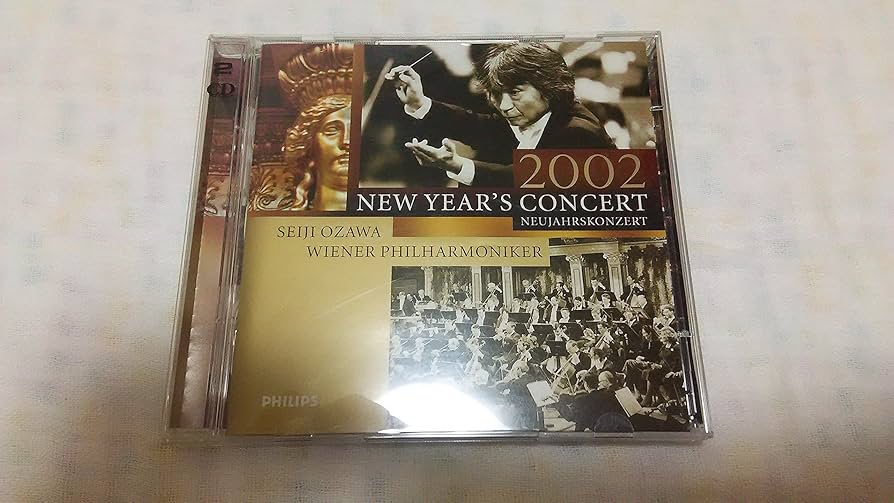 2
CD
2002
NEW YEAR'S CONCERT
NEUJAHRSKONZERT
SEIJI OZAWA
WIENER PHILHARMONIKER
PHILIPS